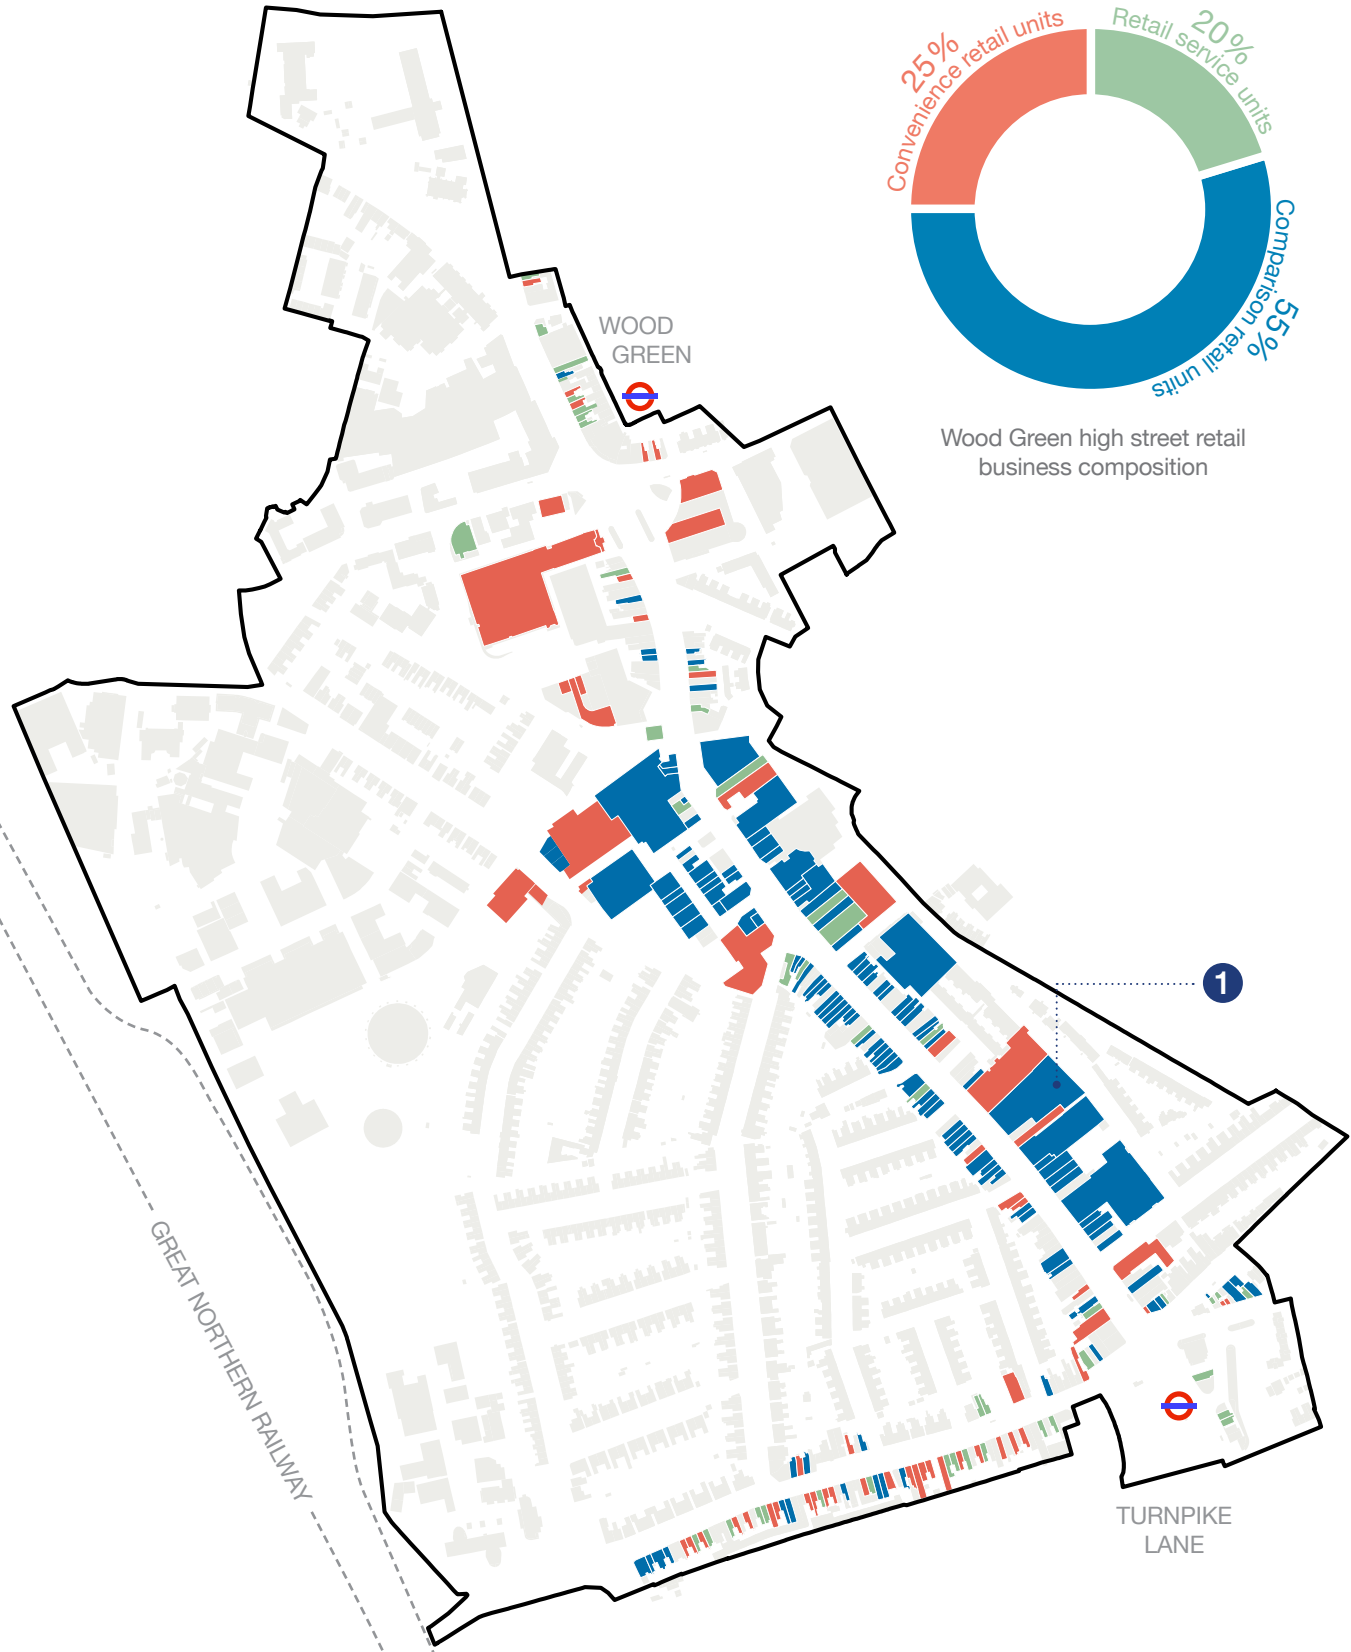 25%
Convenience retail units
20%
Retail service units
55%
Comparison retail units
Wood Green high street retail
business composition
WOOD
GREEN
1
GREAT NORTHERN RAILWAY
TURNPIKE
LANE